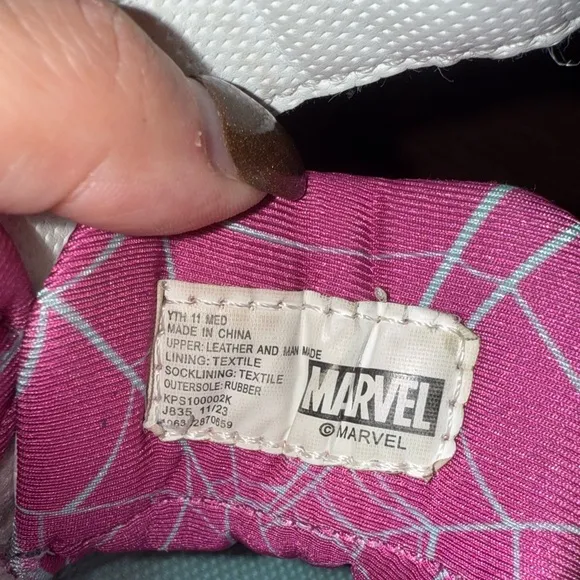 YTH 11 MED
MADE IN CHINA
UPPER: LEATHER AND MAN MADE
LINING: TEXTILE
SOCKLINING: TEXTILE
OUTERSOLE: RUBBER
KPS100002K
JB35 11/23
2870659
MARVEL
© MARVEL